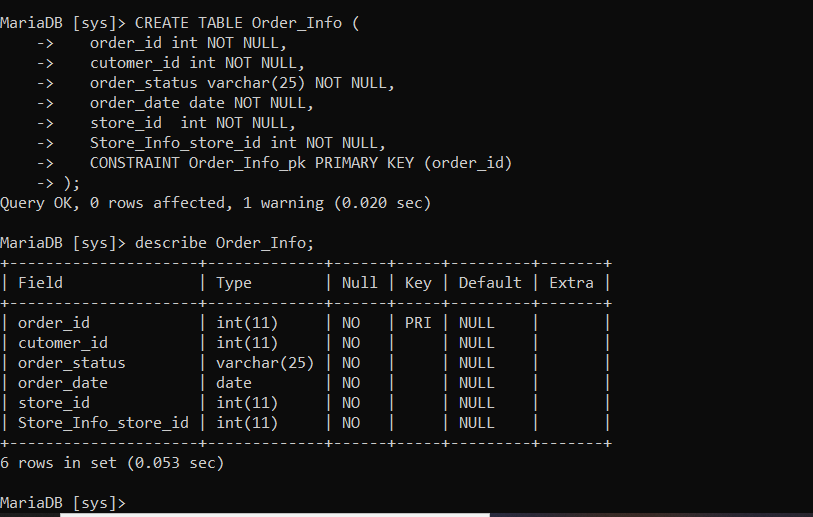 MariaDB [sys]> CREATE TABLE Order_Info (
    ->    order_id int NOT NULL,
    ->    cutomer_id int NOT NULL,
    ->    order_status varchar(25) NOT NULL,
    ->    order_date date NOT NULL,
    ->    store_id  int NOT NULL,
    ->    Store_Info_store_id int NOT NULL,
    ->    CONSTRAINT Order_Info_pk PRIMARY KEY (order_id)
    -> );
Query OK, 0 rows affected, 1 warning (0.020 sec)

MariaDB [sys]> describe Order_Info;
+---------------------+-------------+------+-----+---------+-------+
| Field               | Type        | Null | Key | Default | Extra |
+---------------------+-------------+------+-----+---------+-------+
| order_id            | int(11)     | NO   | PRI | NULL    |       |
| cutomer_id          | int(11)     | NO   |     | NULL    |       |
| order_status        | varchar(25) | NO   |     | NULL    |       |
| order_date          | date        | NO   |     | NULL    |       |
| store_id            | int(11)     | NO   |     | NULL    |       |
| Store_Info_store_id | int(11)     | NO   |     | NULL    |       |
+---------------------+-------------+------+-----+---------+-------+
6 rows in set (0.053 sec)

MariaDB [sys]>